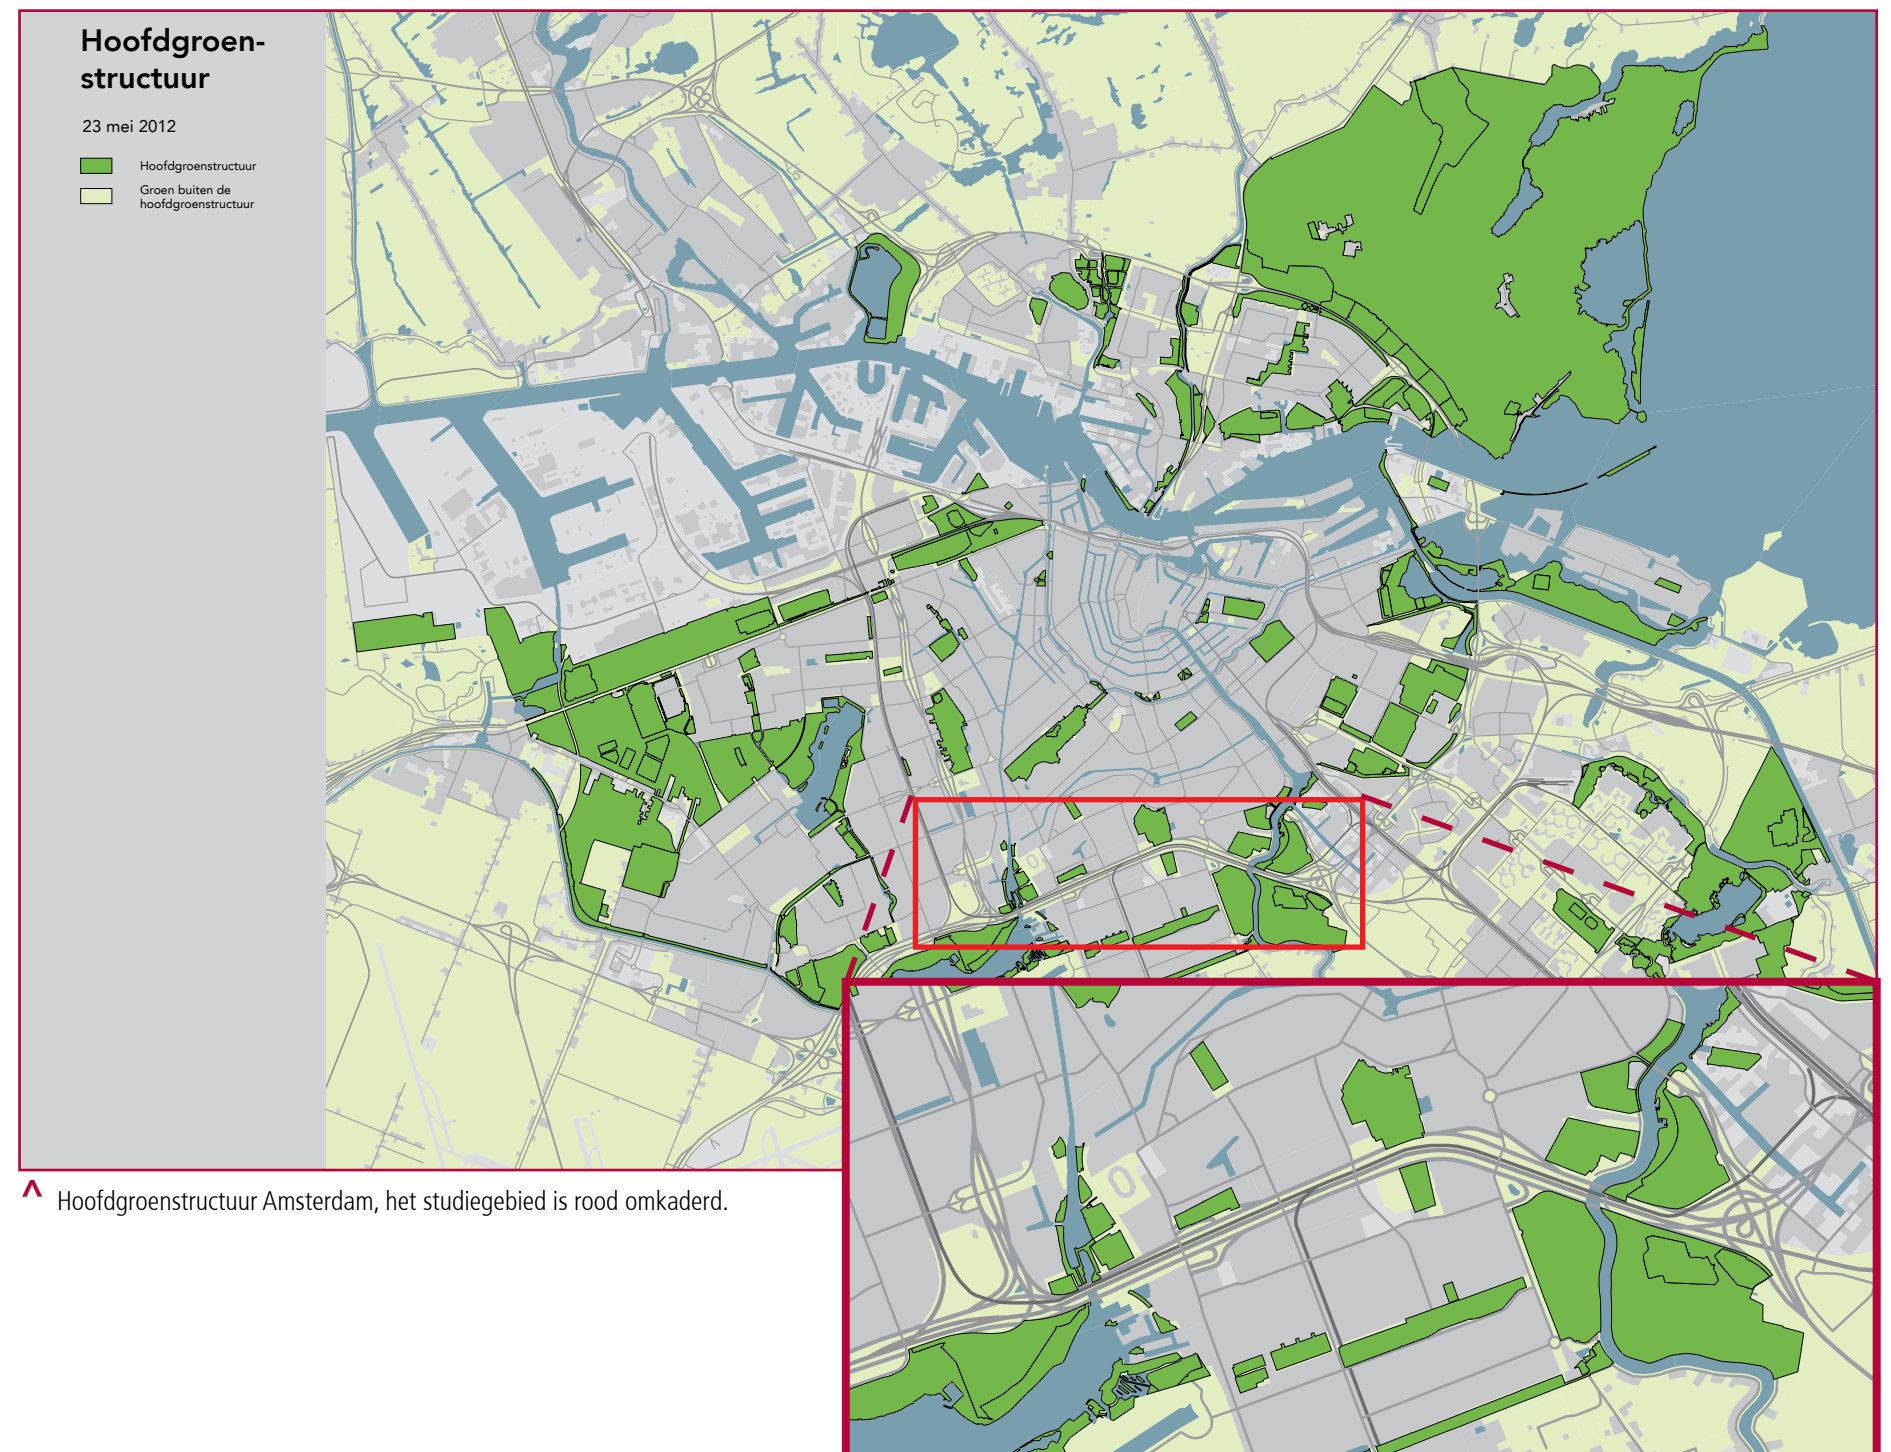 Hoofdgroen-
structuur
23 mei 2012
Hoofdgroenstructuur
Groen buiten de
hoofdgroenstructuur
^ Hoofdgroenstructuur Amsterdam, het studiegebied is rood omkaderd.